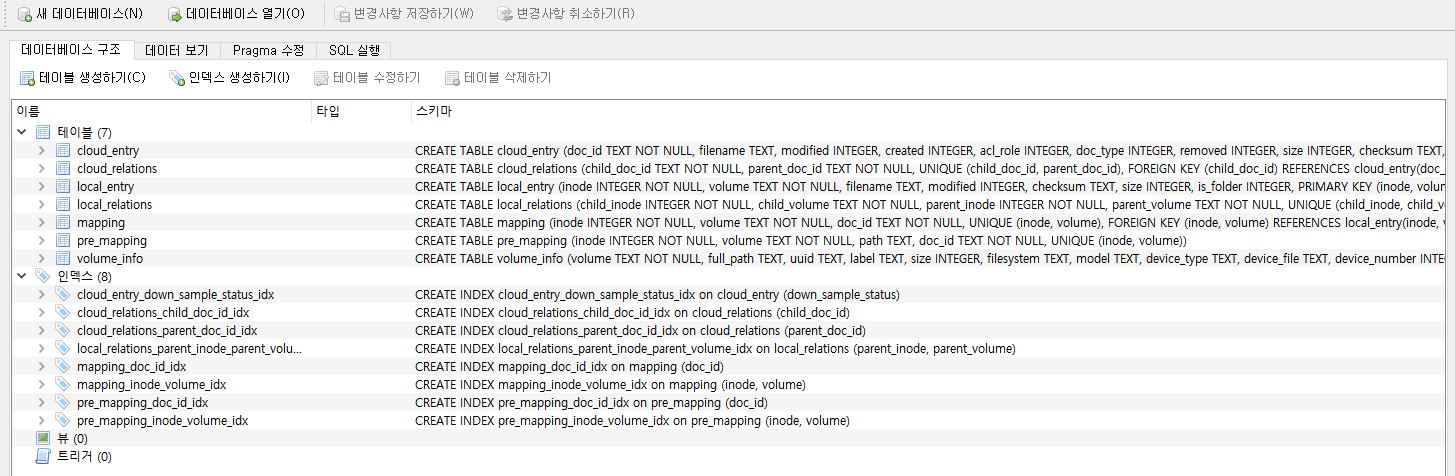 새 데이터베이스(N) 데이터베이스 열기(O) 변경사항 저장하기(W) 변경사항 취소하기(R)
데이터베이스 구조 데이터 보기 Pragma 수정 SQL 실행
테이블 생성하기(C) 인덱스 생성하기(I) 테이블 수정하기 테이블 삭제하기
이름 타입 스키마
테이블 (7)
cloud_entry CREATE TABLE cloud_entry (doc_id TEXT NOT NULL, filename TEXT, modified INTEGER, created INTEGER, acl_role INTEGER, doc_type INTEGER, removed INTEGER, size INTEGER, checksum TEXT,
cloud_relations CREATE TABLE cloud_relations (child_doc_id TEXT NOT NULL, parent_doc_id TEXT NOT NULL, UNIQUE (child_doc_id, parent_doc_id), FOREIGN KEY (child_doc_id) REFERENCES cloud_entry(doc_
local_entry CREATE TABLE local_entry (inode INTEGER NOT NULL, volume TEXT NOT NULL, filename TEXT, modified INTEGER, checksum TEXT, size INTEGER, is_folder INTEGER, PRIMARY KEY (inode, volum
local_relations CREATE TABLE local_relations (child_inode INTEGER NOT NULL, child_volume TEXT NOT NULL, parent_inode INTEGER NOT NULL, parent_volume TEXT NOT NULL, UNIQUE (child_inode, child_v
mapping CREATE TABLE mapping (inode INTEGER NOT NULL, volume TEXT NOT NULL, doc_id TEXT NOT NULL, UNIQUE (inode, volume), FOREIGN KEY (inode, volume) REFERENCES local_entry(inode, v
pre_mapping CREATE TABLE pre_mapping (inode INTEGER NOT NULL, volume TEXT NOT NULL, path TEXT, doc_id TEXT NOT NULL, UNIQUE (inode, volume))
volume_info CREATE TABLE volume_info (volume TEXT NOT NULL, full_path TEXT, uuid TEXT, label TEXT, size INTEGER, filesystem TEXT, model TEXT, device_type TEXT, device_file TEXT, device_number INTE
인덱스 (8)
cloud_entry_down_sample_status_idx CREATE INDEX cloud_entry_down_sample_status_idx on cloud_entry (down_sample_status)
cloud_relations_child_doc_id_idx CREATE INDEX cloud_relations_child_doc_id_idx on cloud_relations (child_doc_id)
cloud_relations_parent_doc_id_idx CREATE INDEX cloud_relations_parent_doc_id_idx on cloud_relations (parent_doc_id)
local_relations_parent_inode_parent_volu... CREATE INDEX local_relations_parent_inode_parent_volume_idx on local_relations (parent_inode, parent_volume)
mapping_doc_id_idx CREATE INDEX mapping_doc_id_idx on mapping (doc_id)
mapping_inode_volume_idx CREATE INDEX mapping_inode_volume_idx on mapping (inode, volume)
pre_mapping_doc_id_idx CREATE INDEX pre_mapping_doc_id_idx on pre_mapping (doc_id)
pre_mapping_inode_volume_idx CREATE INDEX pre_mapping_inode_volume_idx on pre_mapping (inode, volume)
뷰 (0)
트리거 (0)